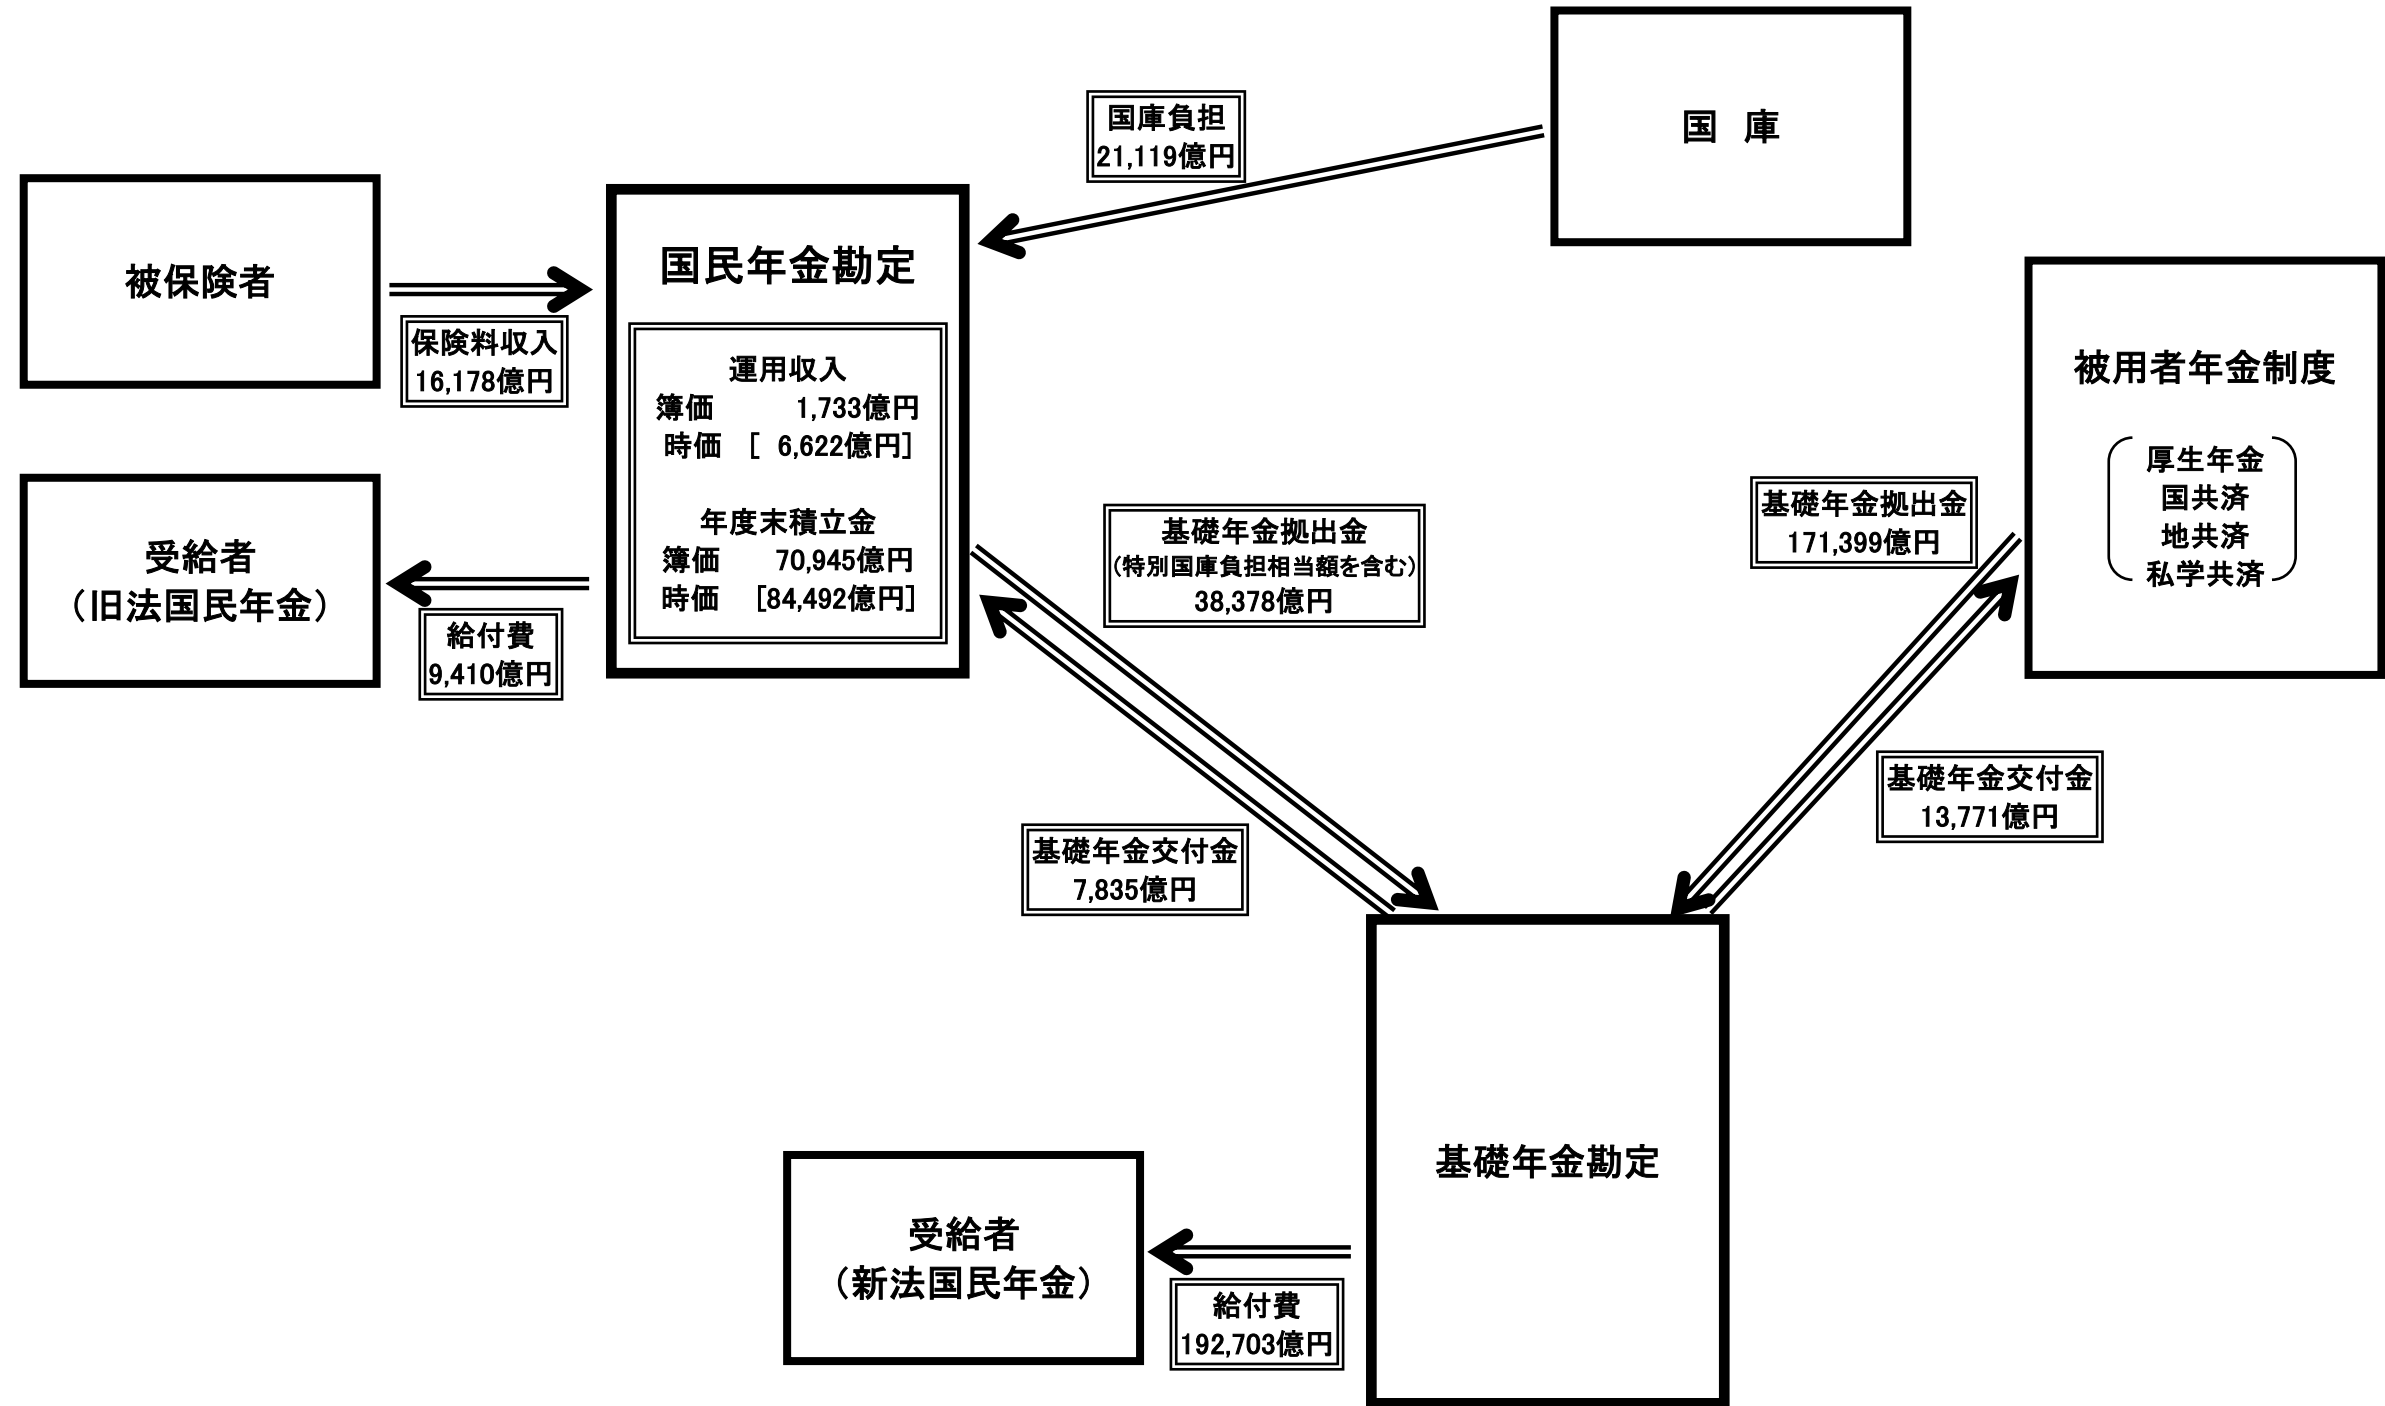 国　庫
国庫負担
21,119億円
被保険者
保険料収入
16,178億円
国民年金勘定
運用収入
簿価　1,733億円
時価　[ 6,622億円]
年度末積立金
簿価　70,945億円
時価　[84,492億円]
受給者
（旧法国民年金）
給付費
9,410億円
基礎年金拠出金
（特別国庫負担相当額を含む）
38,378億円
基礎年金交付金
7,835億円
基礎年金拠出金
171,399億円
被用者年金制度
厚生年金
国共済
地共済
私学共済
基礎年金交付金
13,771億円
基礎年金勘定
受給者
（新法国民年金）
給付費
192,703億円